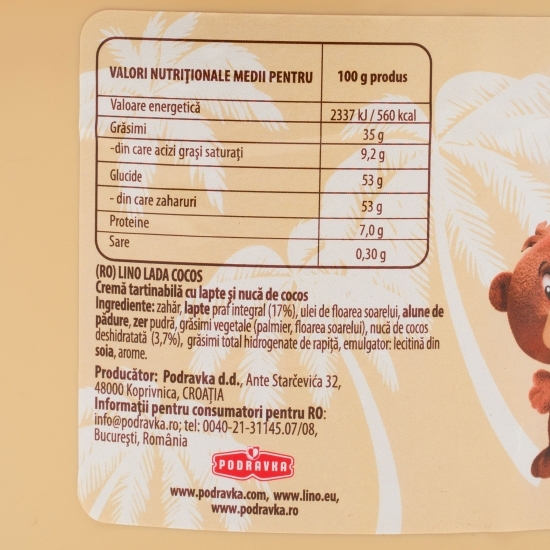 VALORI NUTRIȚIONALE MEDII PENTRU 100 g produs
Valoare energetică 2337 kJ / 560 kcal
Grăsimi 35 g
-din care acizi grași saturați 9,2 g
Glucide 53 g
- din care zaharuri 53 g
Proteine 7,0 g
Sare 0,30 g
(RO) LINO LADA COCOS
Cremă tartinabilă cu lapte și nucă de cocos
Ingrediente: zahăr, lapte praf integral (17%), ulei de floarea soarelui, alune de
pădure, zer pudră, grăsimi vegetale (palmier, floarea soarelui), nucă de cocos
deshidratată (3,7%), grăsimi total hidrogenate de rapiță, emulgator: lecitină din
soia, arome.
Producător: Podravka d.d., Ante Starčevića 32,
48000 Koprivnica, CROAȚIA
Informații pentru consumatori pentru RO:
info@podravka.ro; tel: 0040-21-31145.07/08,
București, România
PODRAVKA
www.podravka.com, www.lino.eu,
www.podravka.ro